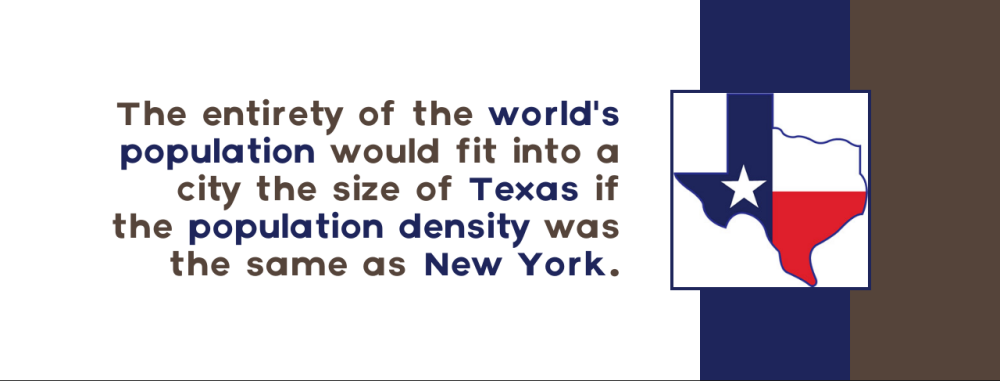 The entirety of the world's
population would fit into a
city the size of Texas if
the population density was
the same as New York.